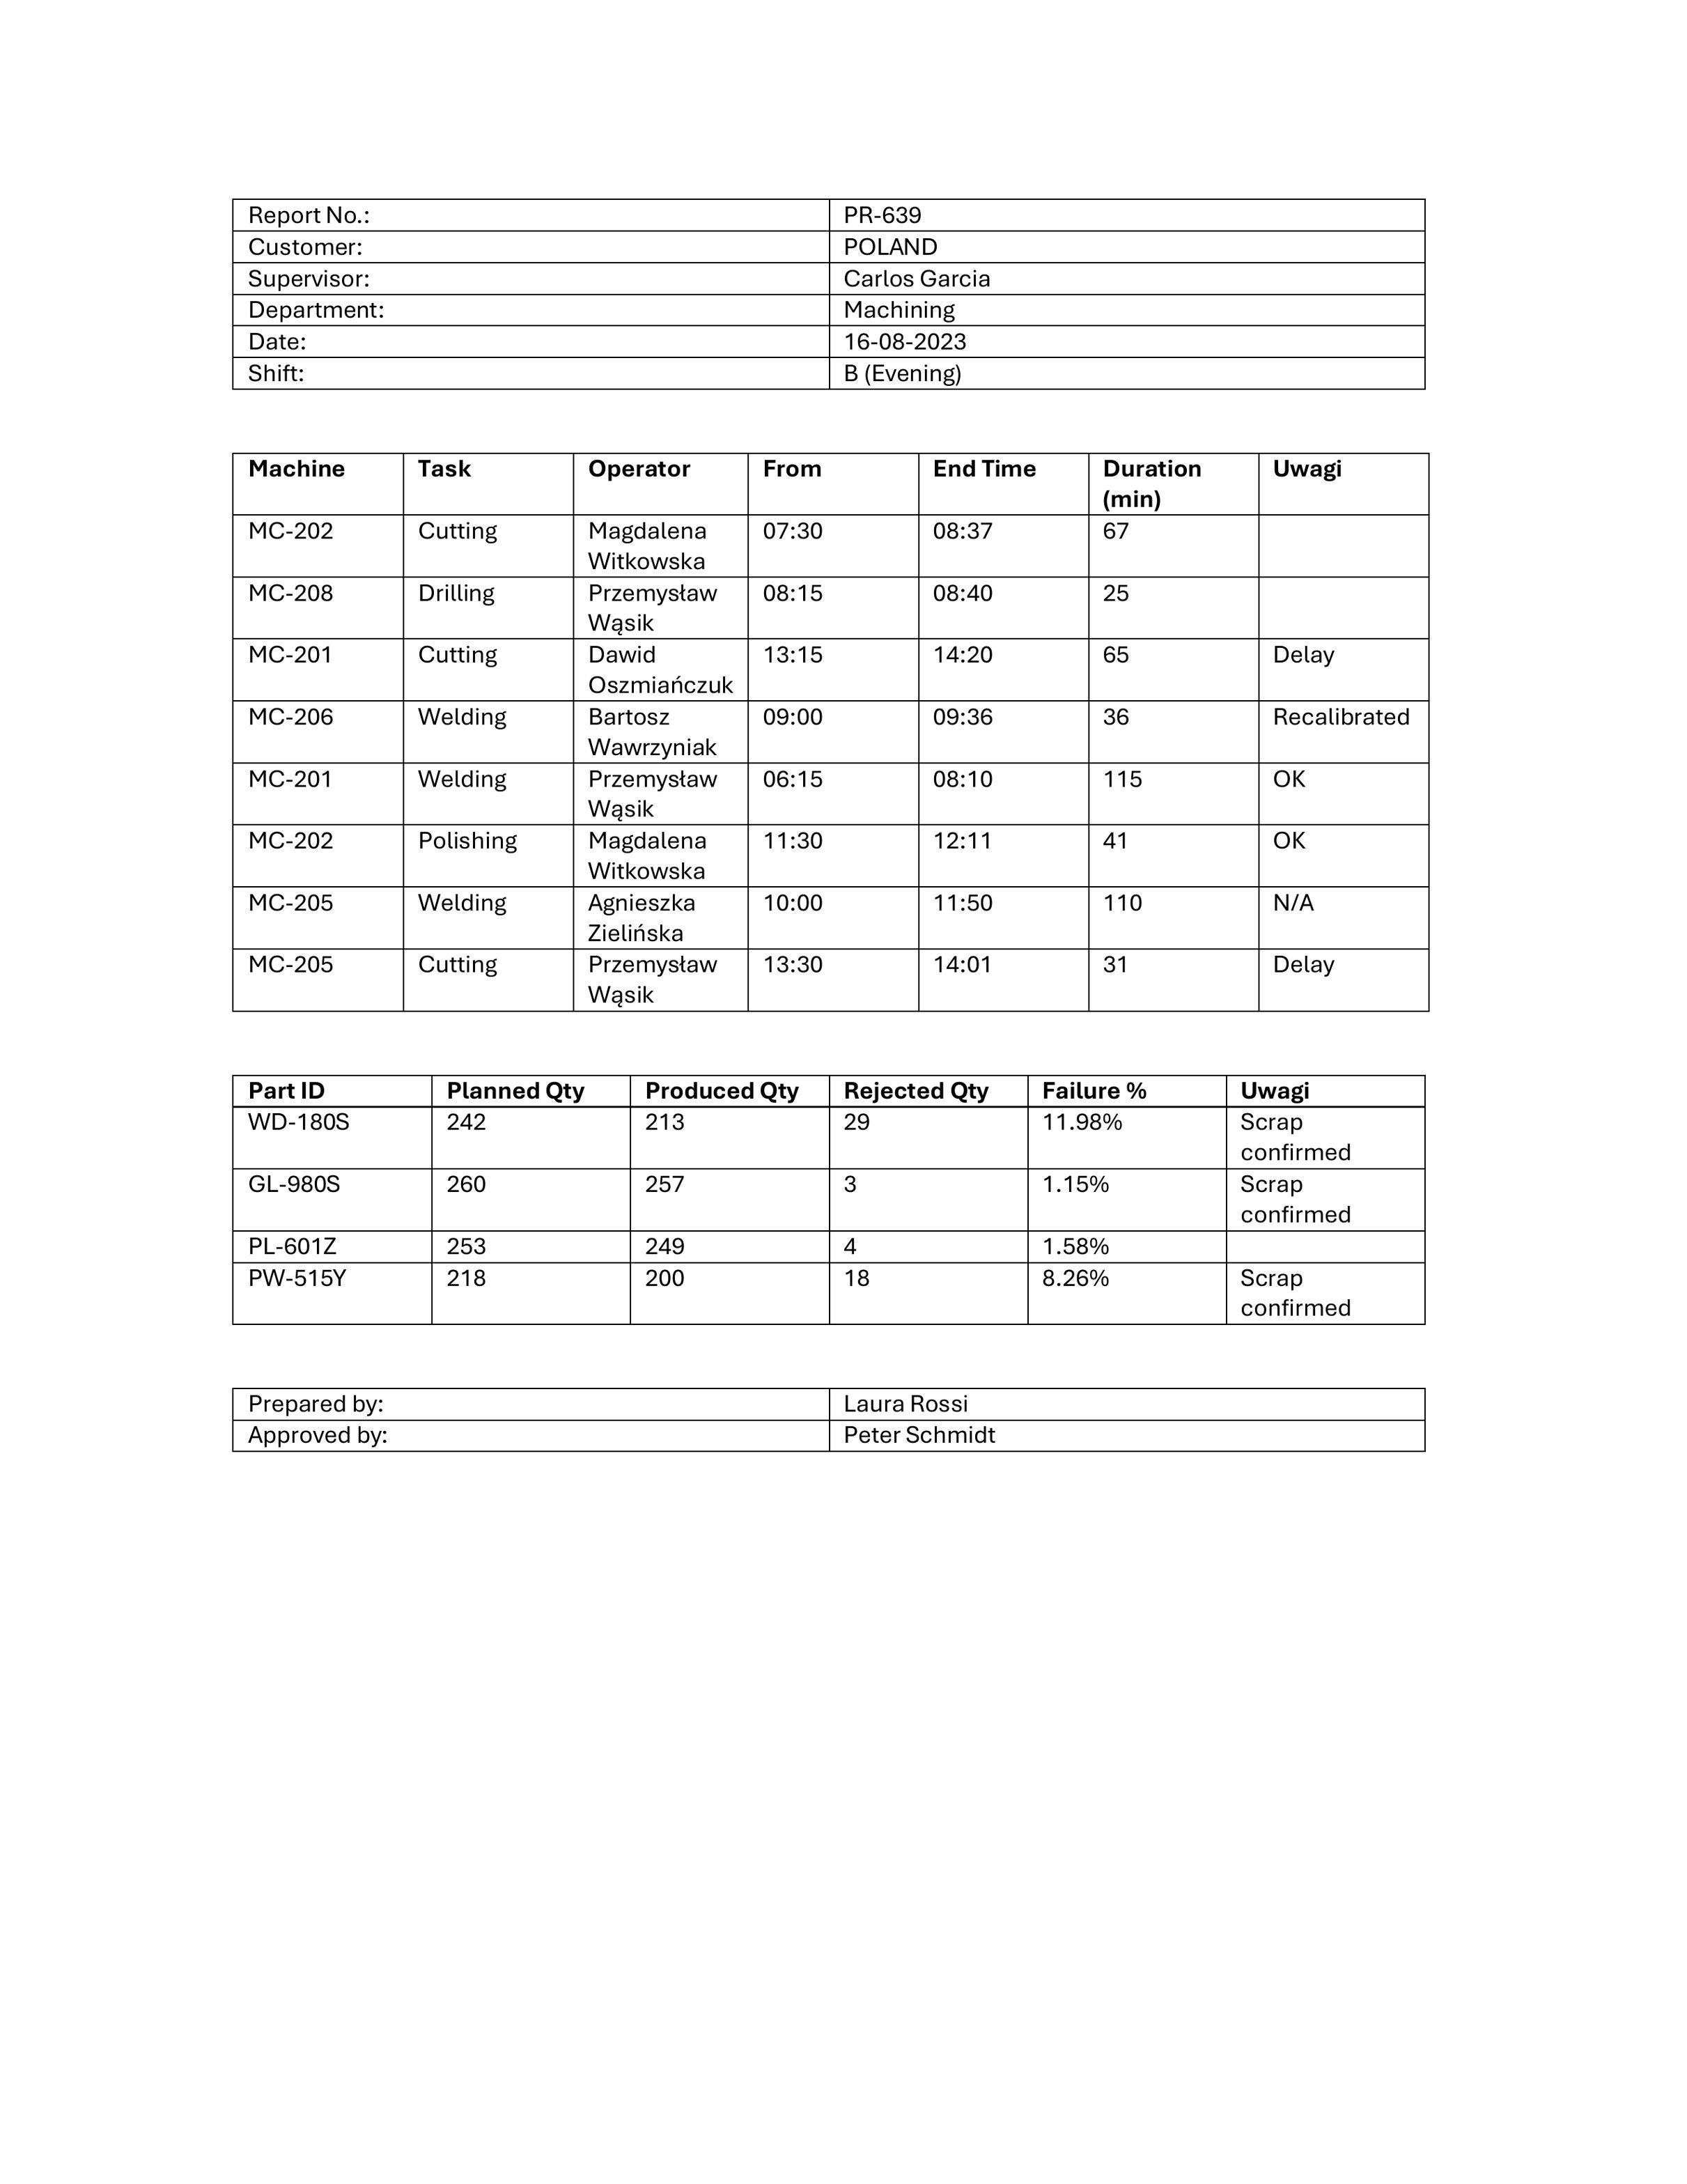 Report No.: PR-639
Customer: POLAND
Supervisor: Carlos Garcia
Department: Machining
Date: 16-08-2023
Shift: B (Evening)
Machine Task Operator From End Time Duration (min) Uwagi
MC-202 Cutting Magdalena Witkowska 07:30 08:37 67
MC-208 Drilling Przemysław Wąsik 08:15 08:40 25
MC-201 Cutting Dawid Oszmiańczuk 13:15 14:20 65 Delay
MC-206 Welding Bartosz Wawrzyniak 09:00 09:36 36 Recalibrated
MC-201 Welding Przemysław Wąsik 06:15 08:10 115 OK
MC-202 Polishing Magdalena Witkowska 11:30 12:11 41 OK
MC-205 Welding Agnieszka Zielińska 10:00 11:50 110 N/A
MC-205 Cutting Przemysław Wąsik 13:30 14:01 31 Delay
Part ID Planned Qty Produced Qty Rejected Qty Failure % Uwagi
WD-180S 242 213 29 11.98% Scrap confirmed
GL-980S 260 257 3 1.15% Scrap confirmed
PL-601Z 253 249 4 1.58%
PW-515Y 218 200 18 8.26% Scrap confirmed
Prepared by: Laura Rossi
Approved by: Peter Schmidt